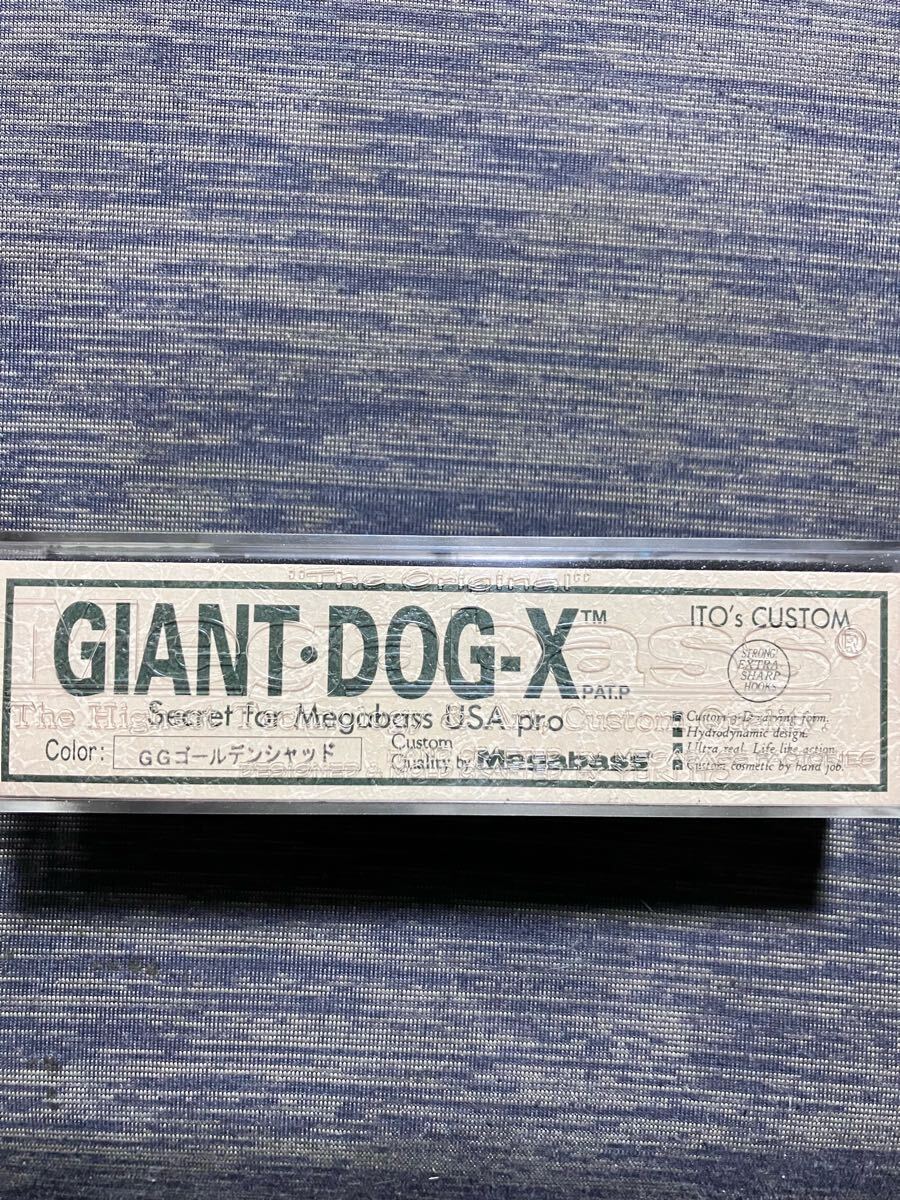 "The Original"
GIANT·DOG-X™
PAT.P
Secret For Megabass USA pro
Color: GGゴールデンシャッド
Custom
Quality by Megabass
ITO's CUSTOM
STRONG!
EXTRA
SHARP
HOOKS
®
Custom g-D-diving form.
Hydrodynamic design.
Ultra real. Life like action.
Custom cosmetic by hand job.
Megabass